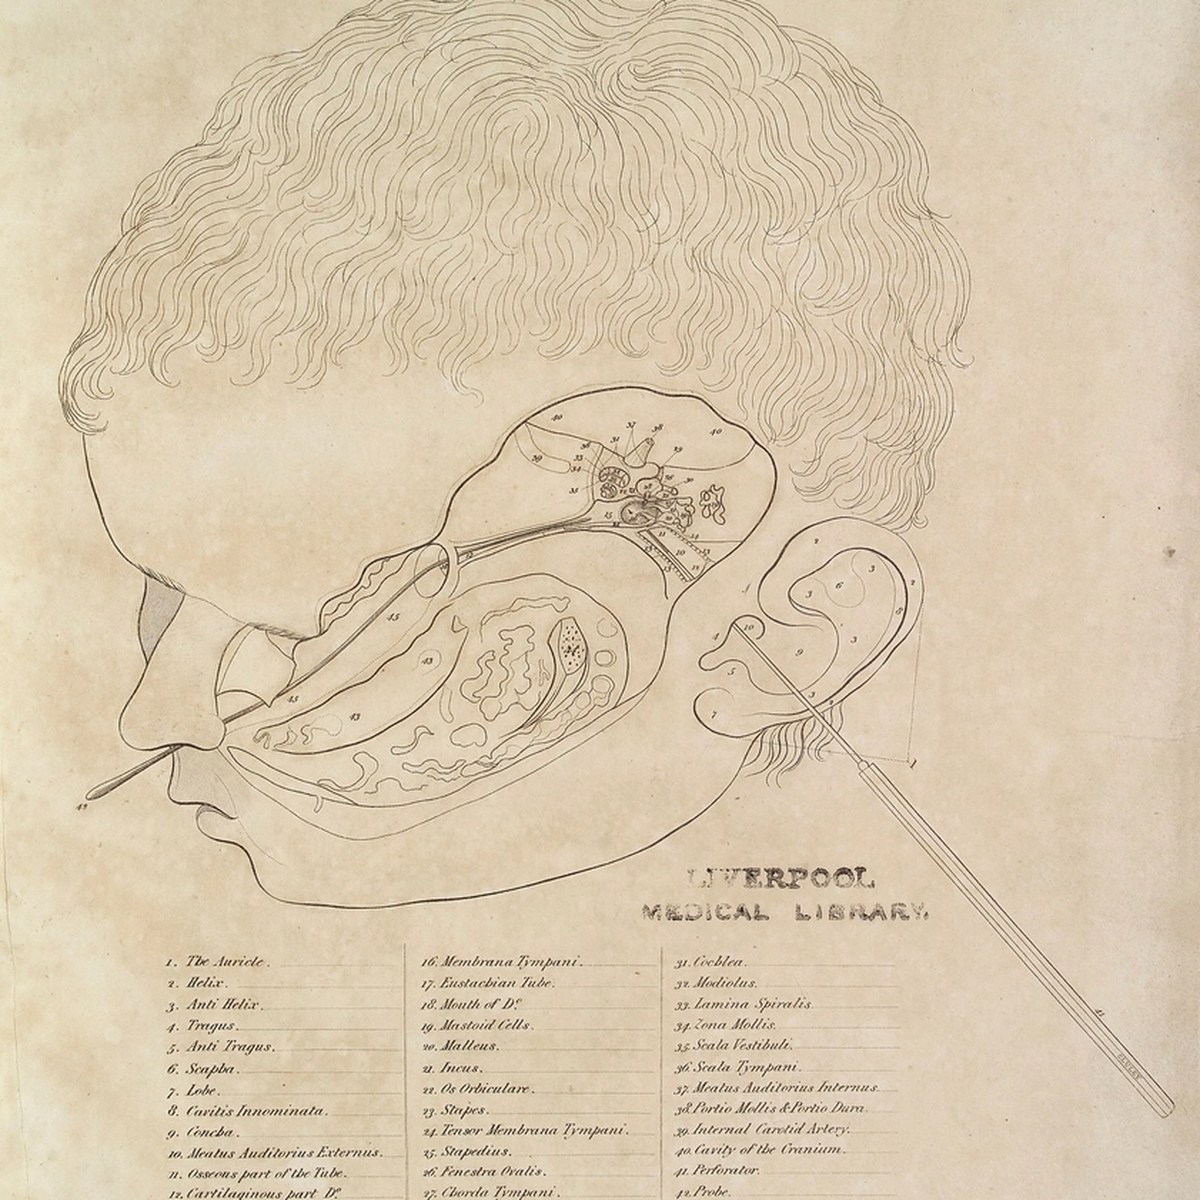 LIVERPOOL
MEDICAL LIBRARY.
1. The Auricle.
2. Helix.
3. Anti Helix.
4. Tragus.
5. Anti Tragus.
6. Scapha.
7. Lobe.
8. Cavitis Innominata.
9. Concha.
10. Meatus Auditorius Externus.
11. Osseous part of the Tube.
12. Cartilaginous part Do.
16. Membrana Tympani.
17. Eustachian Tube.
18. Mouth of Do.
19. Mastoid Cells.
20. Malleus.
21. Incus.
22. Os Orbiculare.
23. Stapes.
24. Tensor Membrana Tympani.
25. Stapedius.
26. Fenestra Ovalis.
27. Chorda Tympani.
31. Cochlea.
32. Modiolus.
33. Lamina Spiralis.
34. Zona Mollis.
35. Scala Vestibuli.
36. Scala Tympani.
37. Meatus Auditorius Internus.
38. Portio Mollis & Portio Dura.
39. Internal Carotid Artery.
40. Cavity of the Cranium.
41. Perforator.
42. Probe.